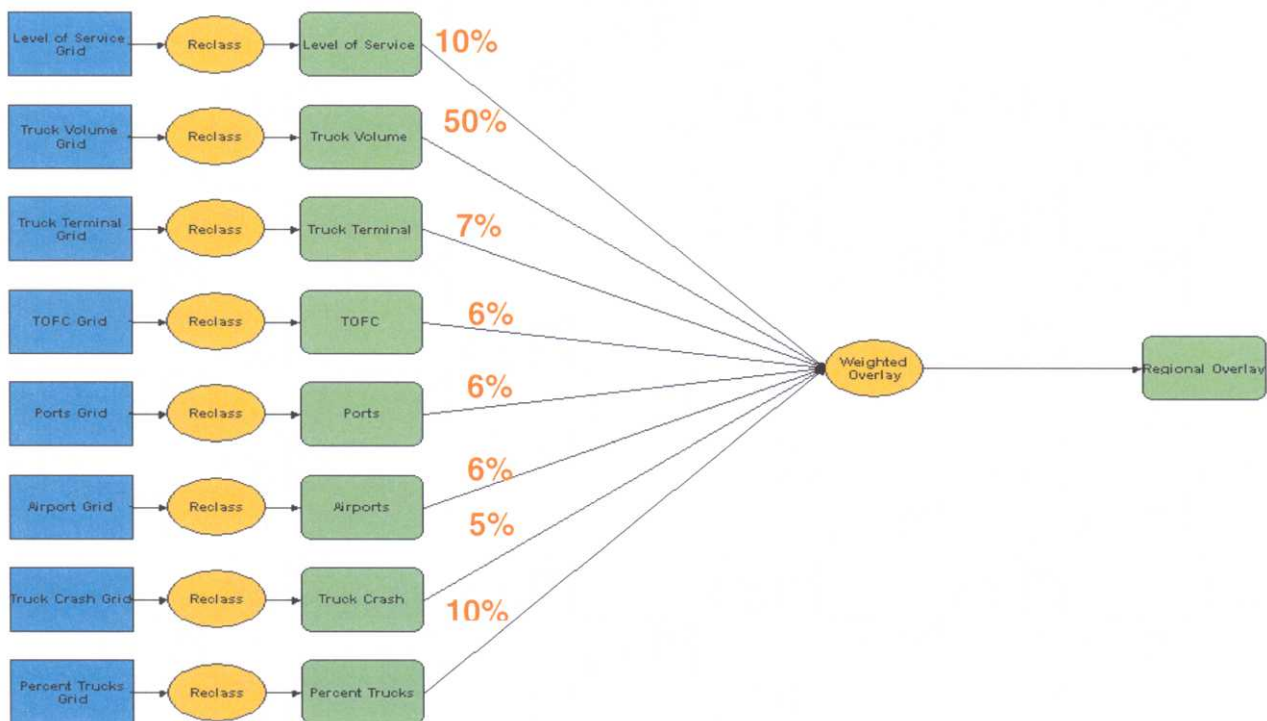 Level of Service
Grid
Reclass
Level of Service
10%
Truck Volume
Grid
Reclass
Truck Volume
50%
Truck Terminal
Grid
Reclass
Truck Terminal
7%
TOFC Grid
Reclass
TOFC
6%
Ports Grid
Reclass
Ports
6%
Airport Grid
Reclass
Airports
6%
Truck Crash Grid
Reclass
Truck Crash
5%
Percent Trucks
Grid
Reclass
Percent Trucks
10%
Weighted
Overlay
Regional Overlay